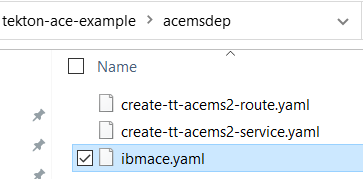 tekton-ace-example > acemsdep
Name
create-tt-acems2-route.yaml
create-tt-acems2-service.yaml
ibmace.yaml